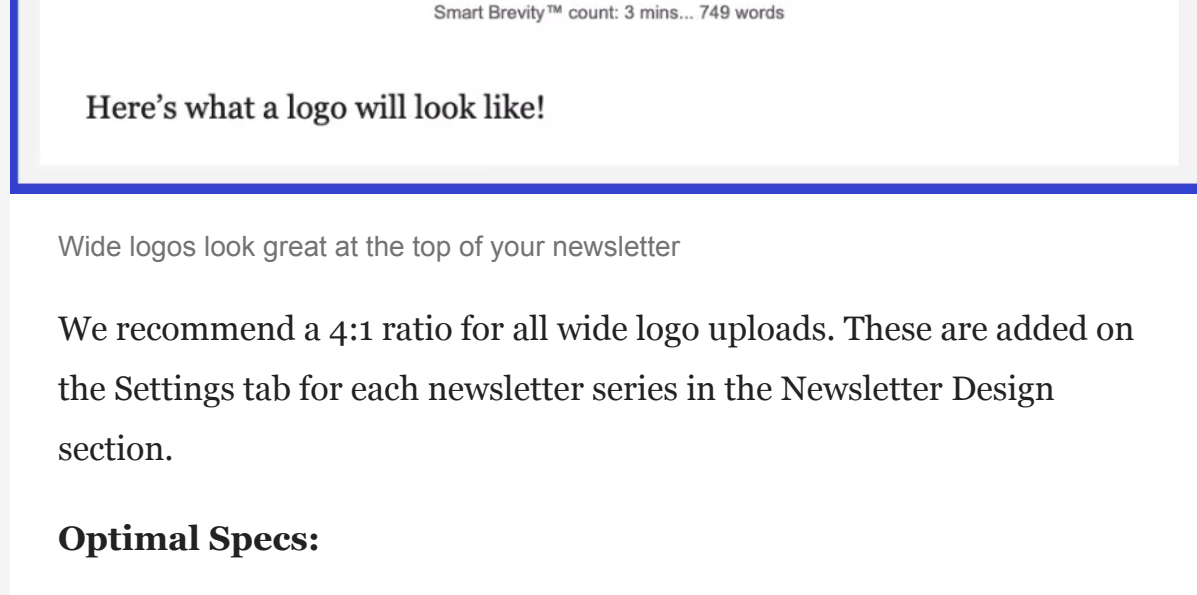 Smart Brevity™ count: 3 mins... 749 words
Here’s what a logo will look like!
Wide logos look great at the top of your newsletter
We recommend a 4:1 ratio for all wide logo uploads. These are added on
the Settings tab for each newsletter series in the Newsletter Design
section.
Optimal Specs: